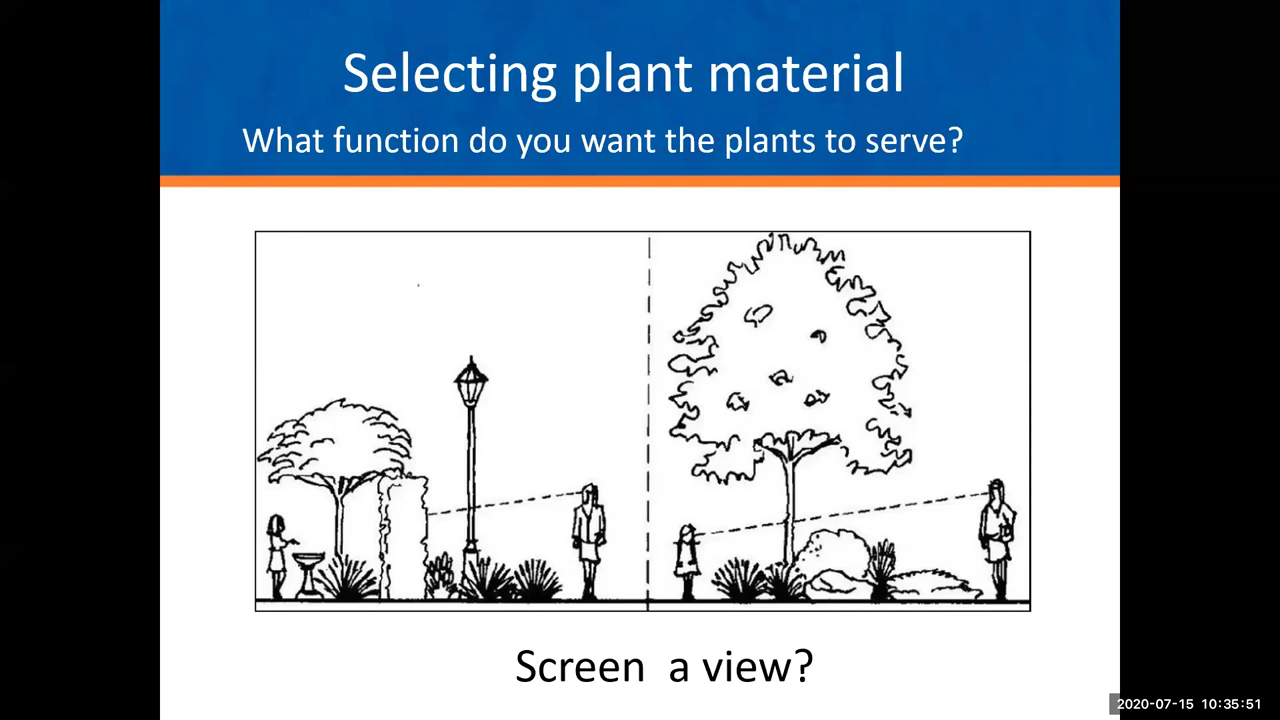 Selecting plant material
What function do you want the plants to serve?
Screen a view?
2020-07-15 10:35:51